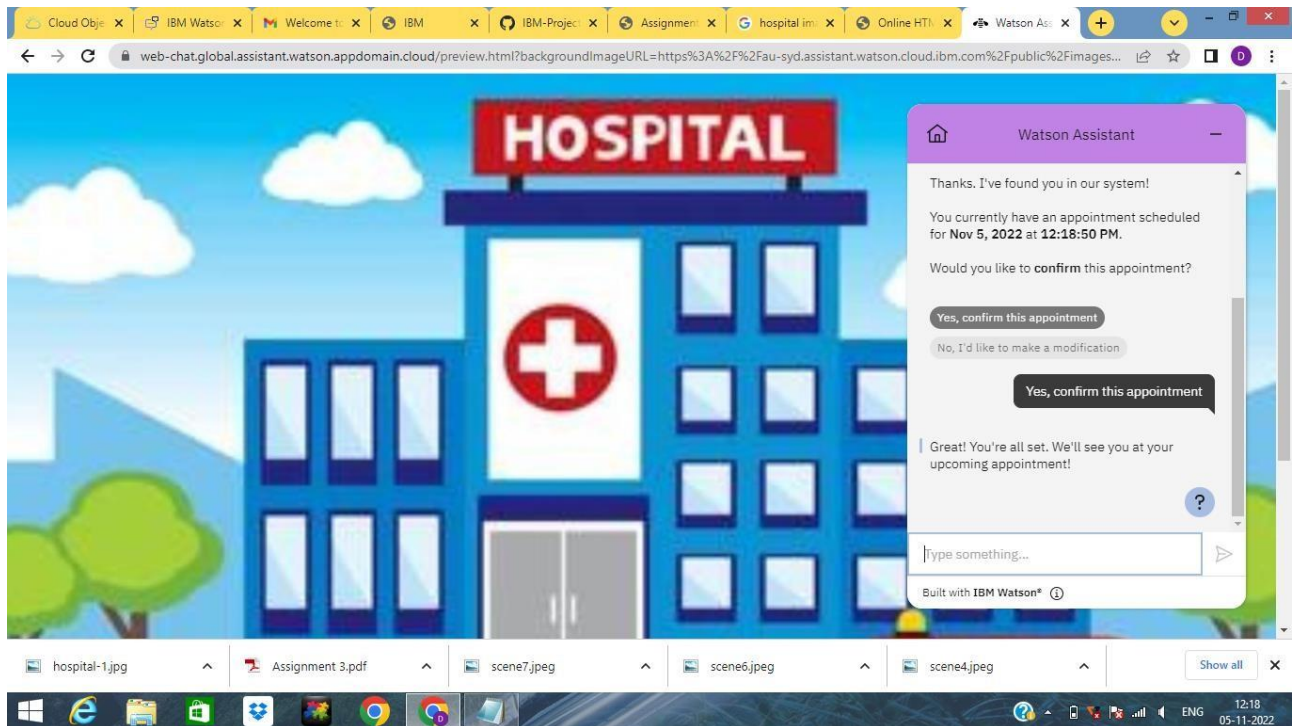 Cloud Obje
IBM Watso
Welcome to
IBM
IBM-Project
Assignment
hospital im
Online HTM
Watson Ass
web-chat.global.assistant.watson.appdomain.cloud/preview.html?backgroundImageURL=https%3A%2F%2Fau-syd.assistant.watson.cloud.ibm.com%2Fpublic%2Fimages...
D
HOSPITAL
Watson Assistant
Thanks. I've found you in our system!
You currently have an appointment scheduled
for Nov 5, 2022 at 12:18:50 PM.
Would you like to confirm this appointment?
Yes, confirm this appointment
No, I'd like to make a modification
Yes, confirm this appointment
Great! You're all set. We'll see you at your
upcoming appointment!
?
Type something...
Built with IBM Watson®
hospital-1.jpg
Assignment 3.pdf
scene7.jpeg
scene6.jpeg
scene4.jpeg
Show all
ENG
12:18
05-11-2022